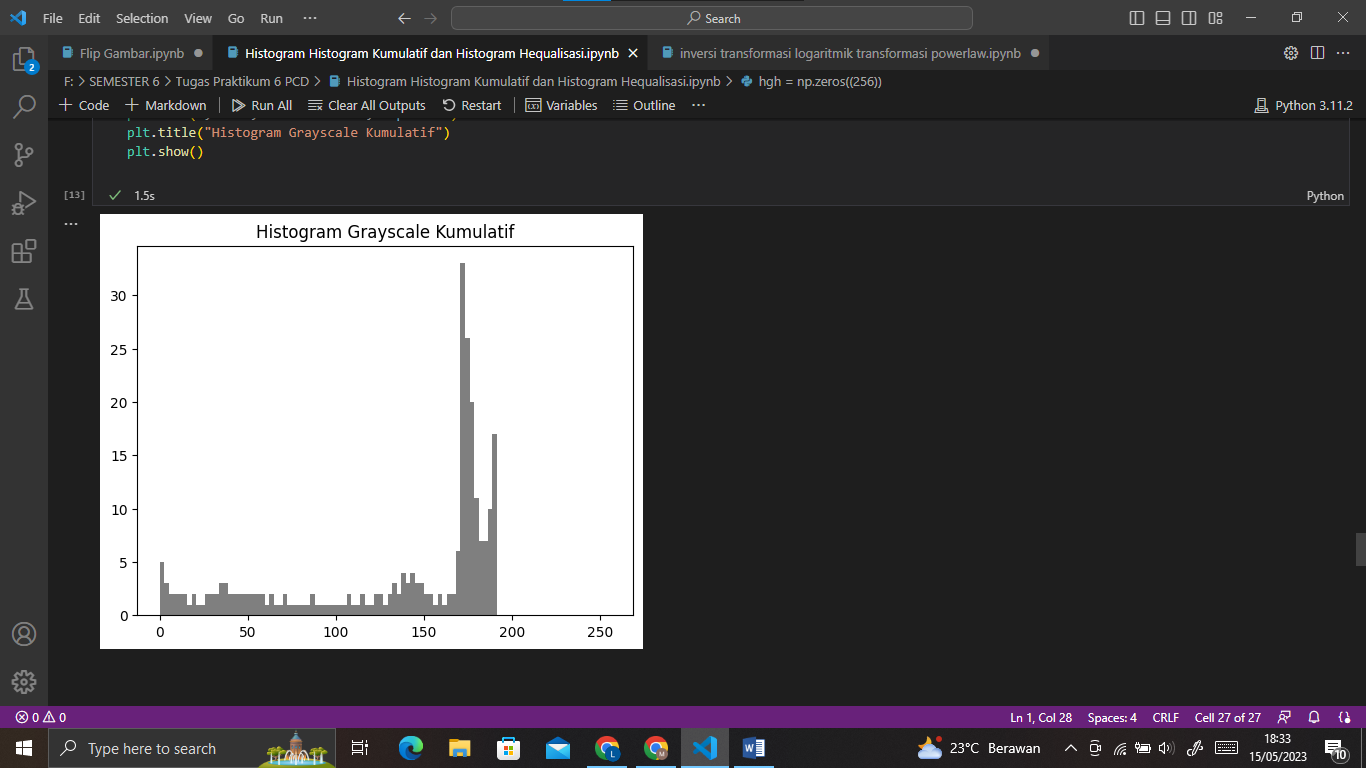 File Edit Selection View Go Run ··· Search
Flip Gambar.ipynb Histogram Histogram Kumulatif dan Histogram Hequalisasi.ipynb inversi transformasi logaritmik transformasi powerlaw.ipynb
F: > SEMESTER 6 > Tugas Praktikum 6 PCD > Histogram Histogram Kumulatif dan Histogram Hequalisasi.ipynb > hgh = np.zeros((256))
+ Code + Markdown Run All Clear All Outputs Restart Variables Outline ··· Python 3.11.2
2
plt.title("Histogram Grayscale Kumulatif")
plt.show()
[13] 1.5s Python
Histogram Grayscale Kumulatif
30
25
20
15
10
5
0
0 50 100 150 200 250
0 0 Ln 1, Col 28 Spaces: 4 CRLF Cell 27 of 27
Type here to search L M W 23°C Berawan 18:33
15/05/2023 10